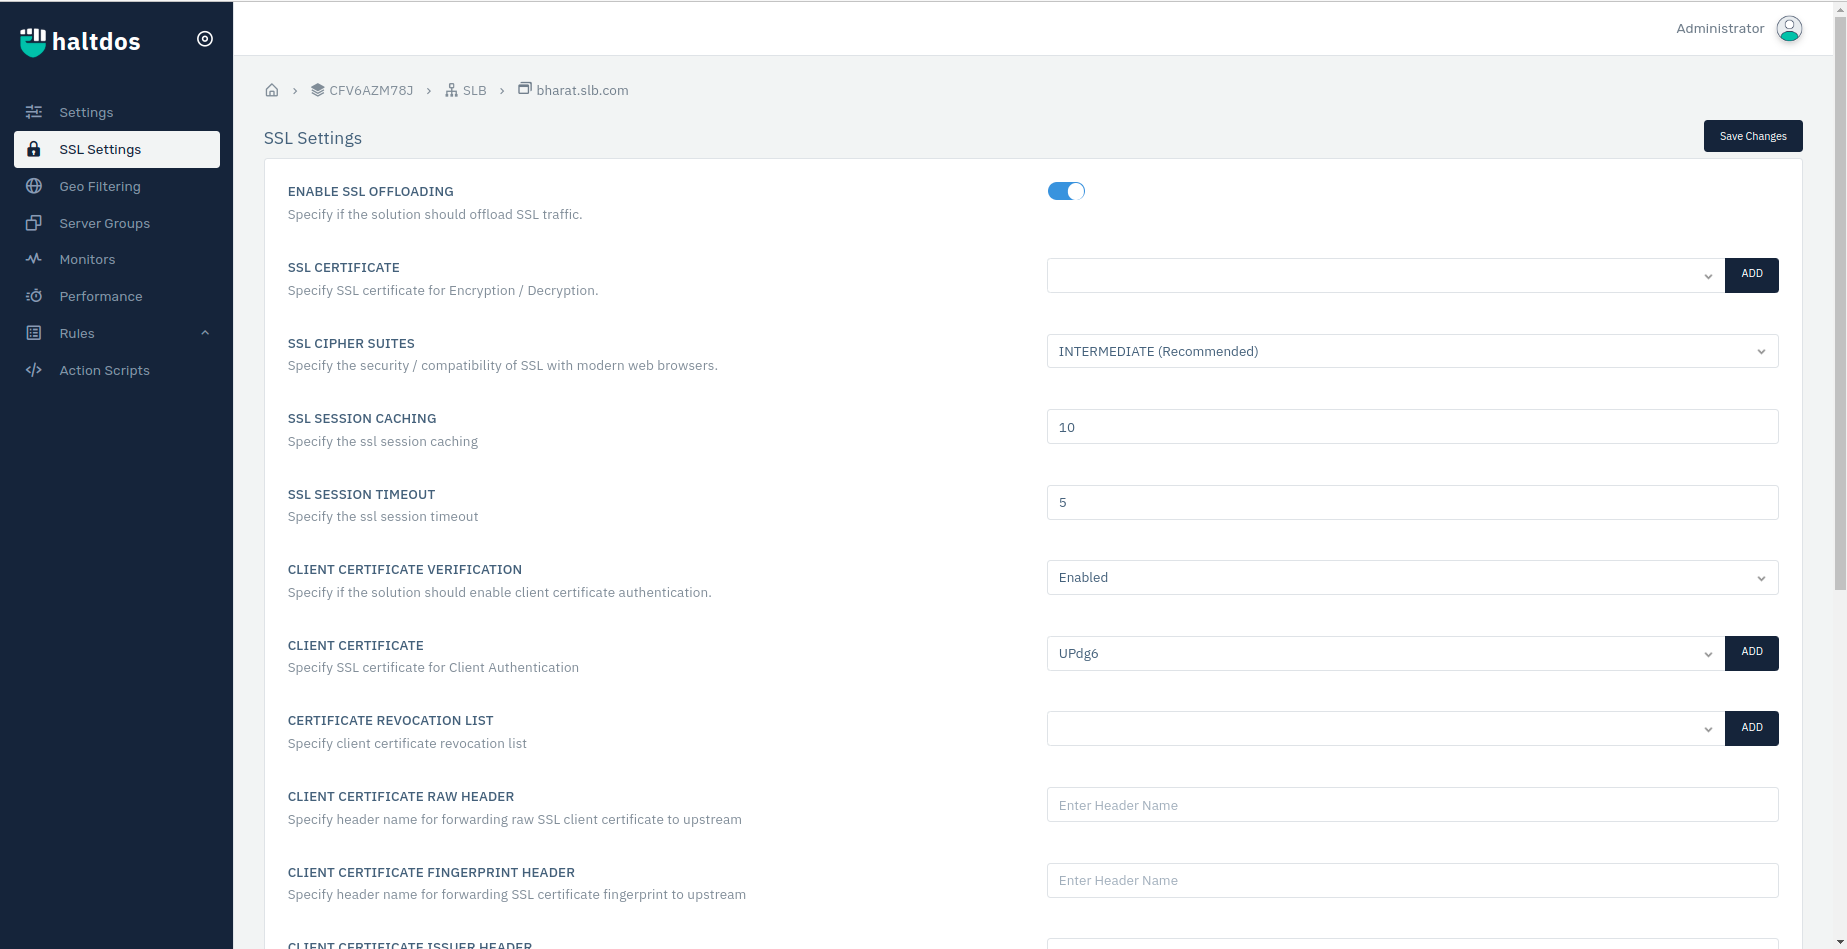 haltdos
Administrator
CFV6AZM78J
SLB
bharat.slb.com
Settings
SSL Settings
Geo Filtering
Server Groups
Monitors
Performance
Rules
Action Scripts
SSL Settings
Save Changes
ENABLE SSL OFFLOADING
Specify if the solution should offload SSL traffic.
SSL CERTIFICATE
Specify SSL certificate for Encryption / Decryption.
ADD
SSL CIPHER SUITES
Specify the security / compatibility of SSL with modern web browsers.
INTERMEDIATE (Recommended)
SSL SESSION CACHING
Specify the ssl session caching
10
SSL SESSION TIMEOUT
Specify the ssl session timeout
5
CLIENT CERTIFICATE VERIFICATION
Specify if the solution should enable client certificate authentication.
Enabled
CLIENT CERTIFICATE
Specify SSL certificate for Client Authentication
UPdg6
ADD
CERTIFICATE REVOCATION LIST
Specify client certificate revocation list
ADD
CLIENT CERTIFICATE RAW HEADER
Specify header name for forwarding raw SSL client certificate to upstream
Enter Header Name
CLIENT CERTIFICATE FINGERPRINT HEADER
Specify header name for forwarding SSL certificate fingerprint to upstream
Enter Header Name
CLIENT CERTIFICATE ISSUER HEADER